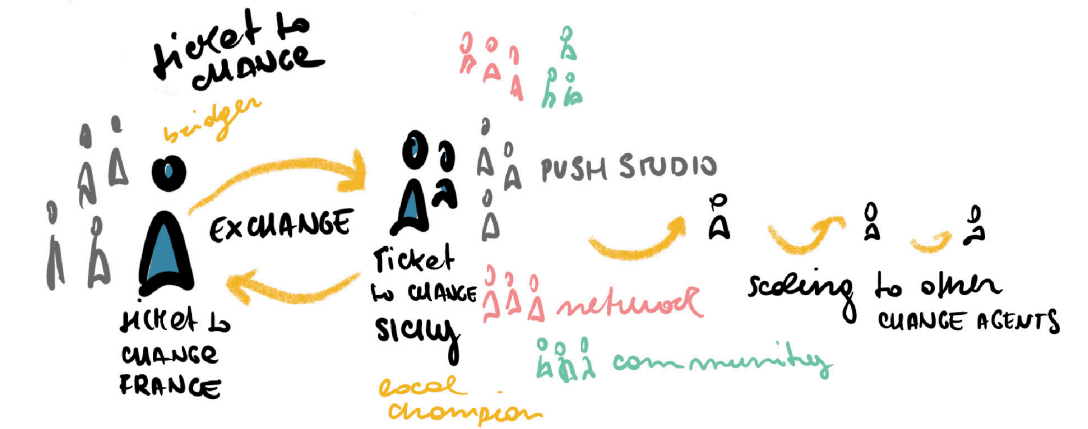 Ticket to
CHANGE
bridger
EXCHANGE
PUSH STUDIO
Ticket to
CHANGE
FRANCE
Ticket
to CHANGE
SICILY
local
champion
network
community
scaling to other
CHANGE AGENTS